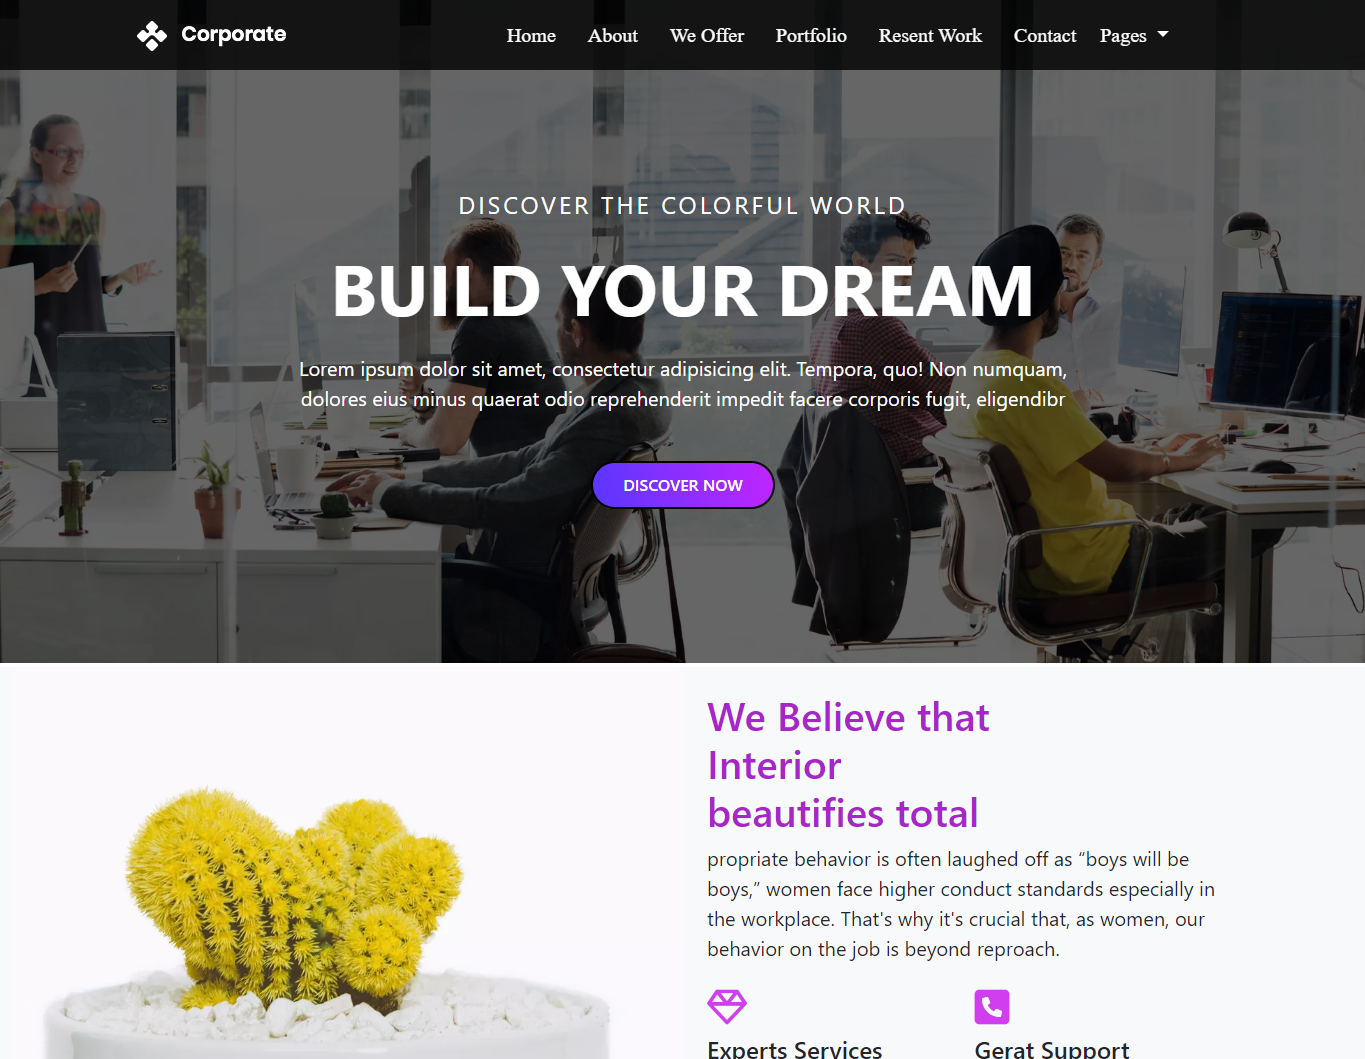 Corporate
Home About We Offer Portfolio Resent Work Contact Pages
DISCOVER THE COLORFUL WORLD
BUILD YOUR DREAM
Lorem ipsum dolor sit amet, consectetur adipisicing elit. Tempora, quo! Non numquam,
dolores eius minus quaerat odio reprehenderit impedit facere corporis fugit, eligendibr
DISCOVER NOW
We Believe that
Interior
beautifies total
propriate behavior is often laughed off as “boys will be
boys,” women face higher conduct standards especially in
the workplace. That's why it's crucial that, as women, our
behavior on the job is beyond reproach.
Experts Services
Gerat Support